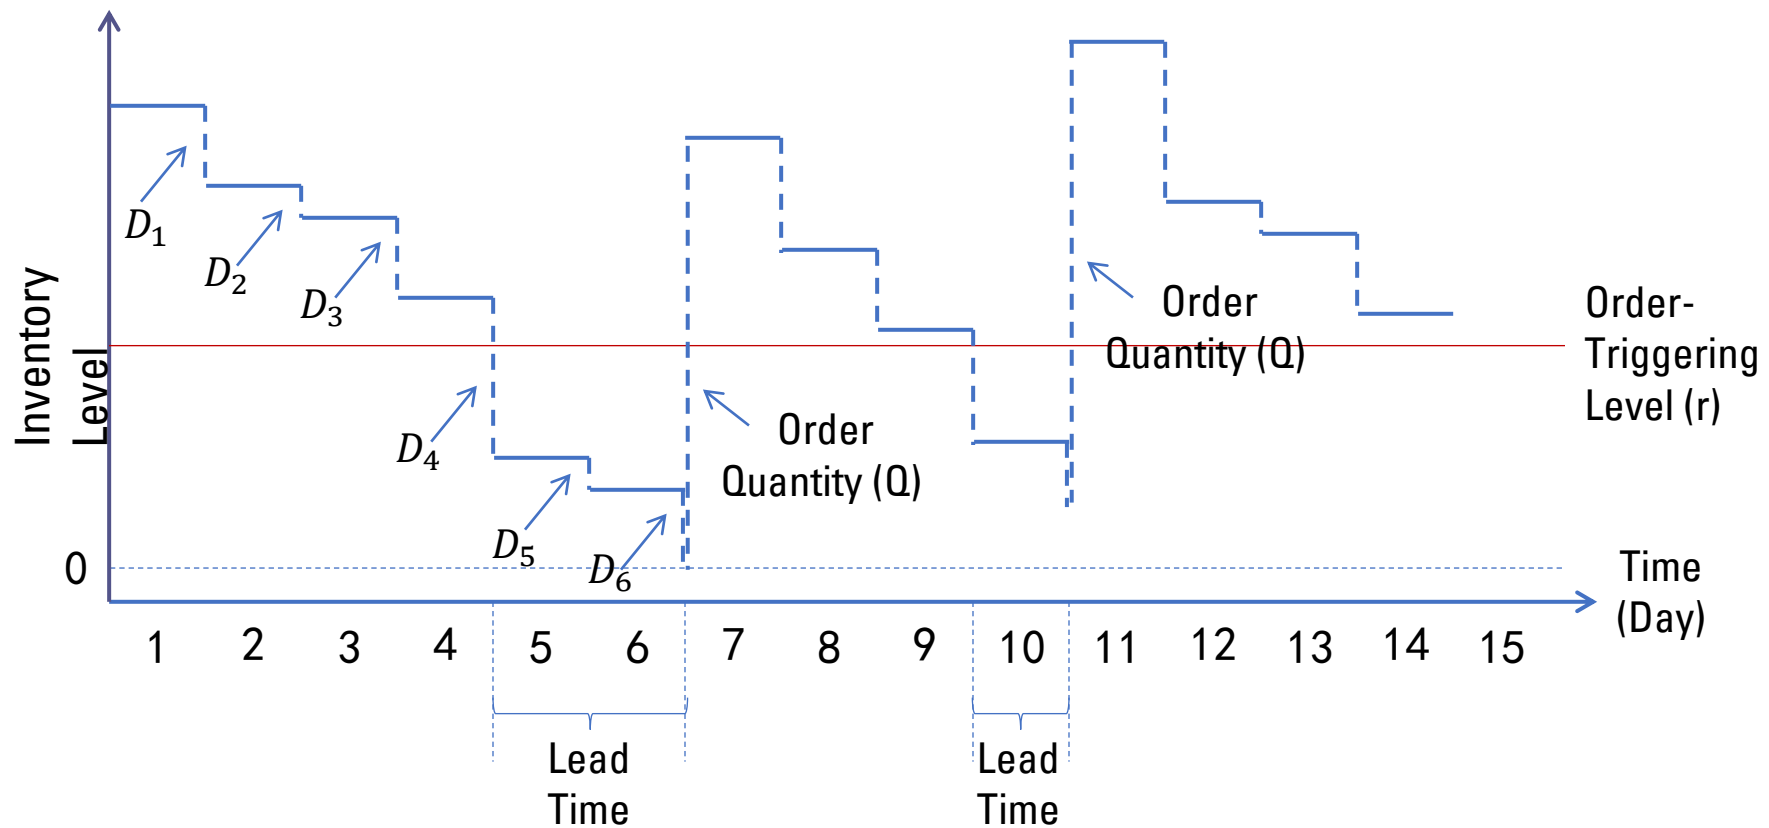 Inventory
Level
D₁
D₂
D₃
D₄
D₅
D₆
Order
Quantity (Q)
Order
Quantity (Q)
Order-
Triggering
Level (r)
0
Time
(Day)
1 2 3 4 5 6 7 8 9 10 11 12 13 14 15
Lead
Time
Lead
Time